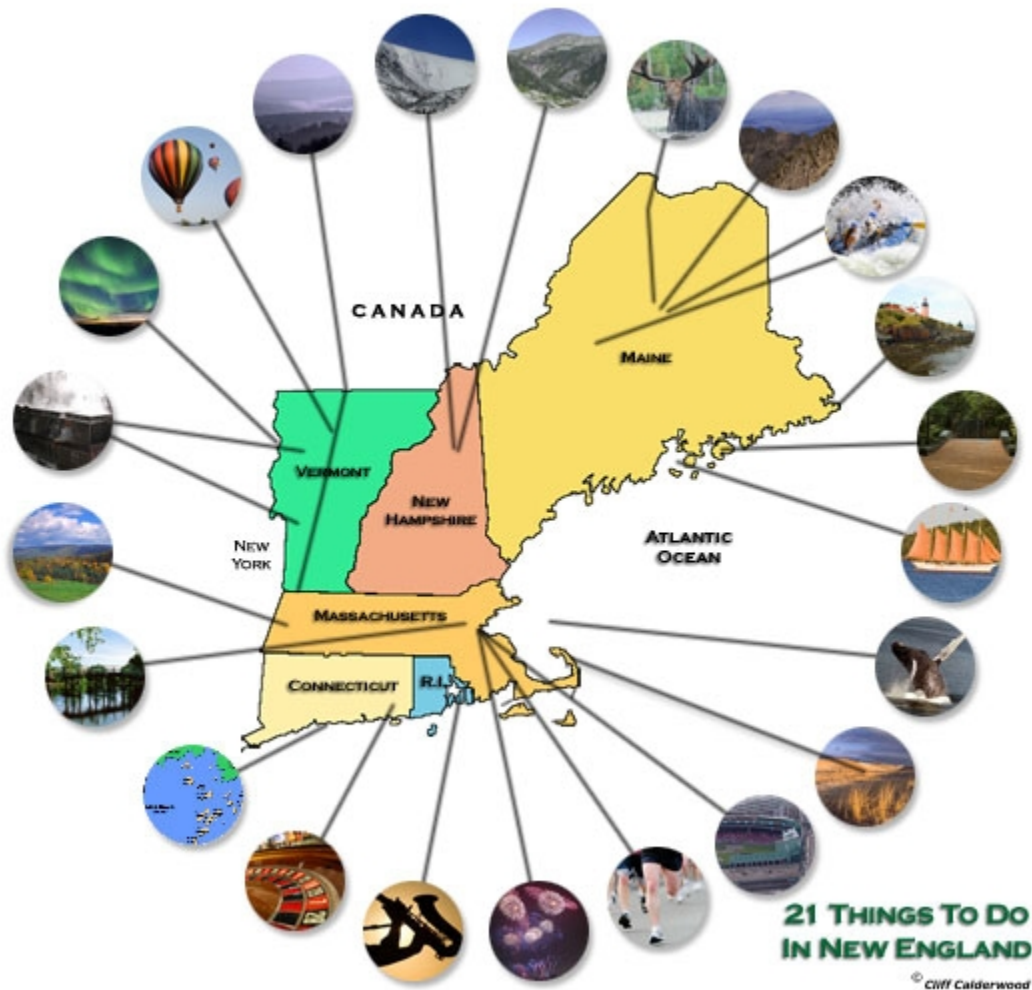 CANADA
MAINE
VERMONT
NEW
HAMPSHIRE
NEW
YORK
ATLANTIC
OCEAN
MASSACHUSETTS
CONNECTICUT
R.I.
21 THINGS TO DO
IN NEW ENGLAND
© Cliff Calderwood